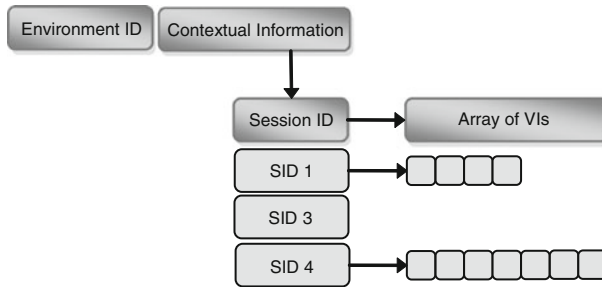 Environment ID
Contextual Information
Session ID
Array of VIs
SID 1
SID 3
SID 4